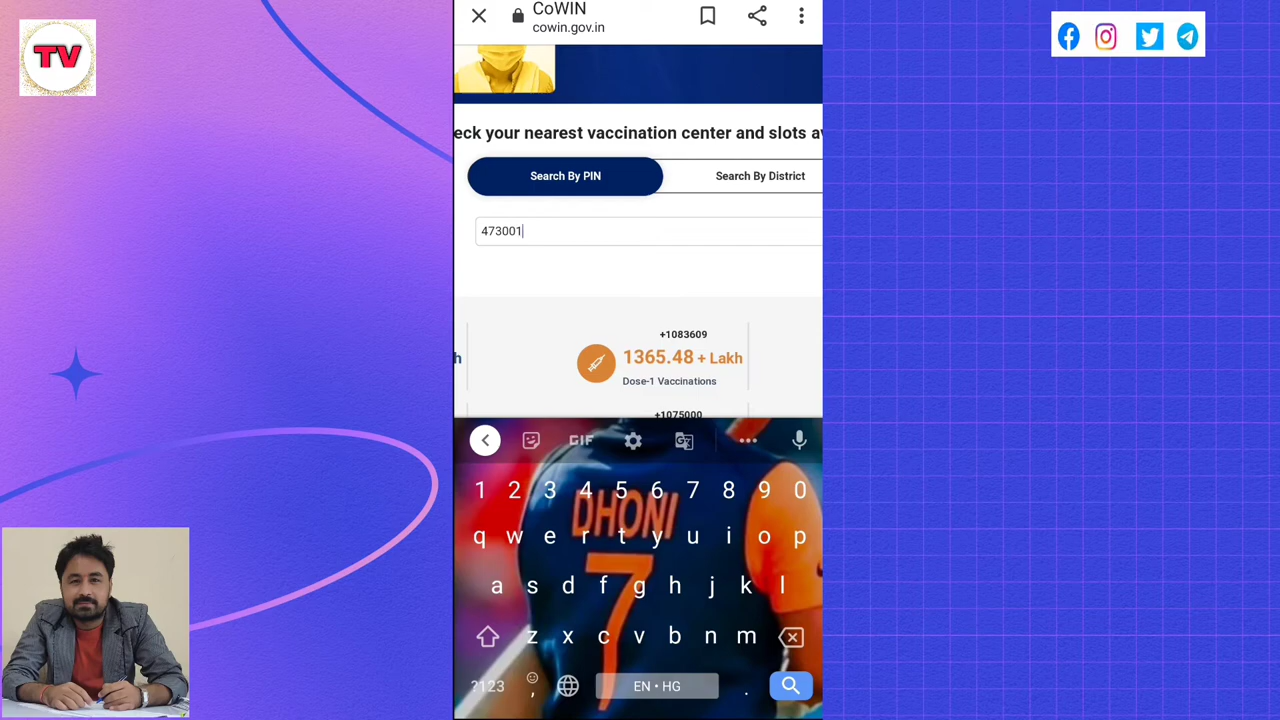 TV
CoWIN
cowin.gov.in
eck your nearest vaccination center and slots av
Search By PIN
Search By District
473001
+1083609
h
1365.48 + Lakh
Dose-1 Vaccinations
+1075000
GIF
DHONI
7
1 2 3 4 5 6 7 8 9 0
q w e r t y u i o p
a s d f g h j k l
z x c v b n m
?123 , EN • HG .